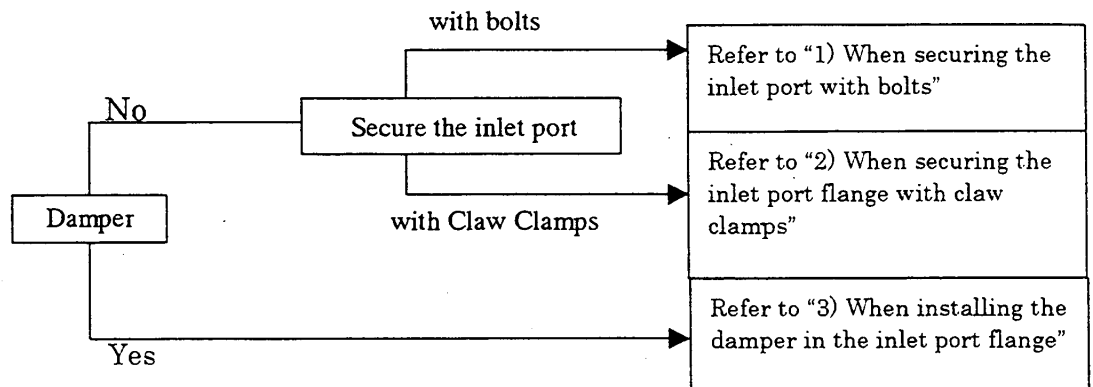 with bolts
Refer to “1) When securing the
inlet port with bolts”
No
Secure the inlet port
Refer to “2) When securing the
inlet port flange with claw
clamps”
Damper
with Claw Clamps
Refer to “3) When installing the
damper in the inlet port flange”
Yes